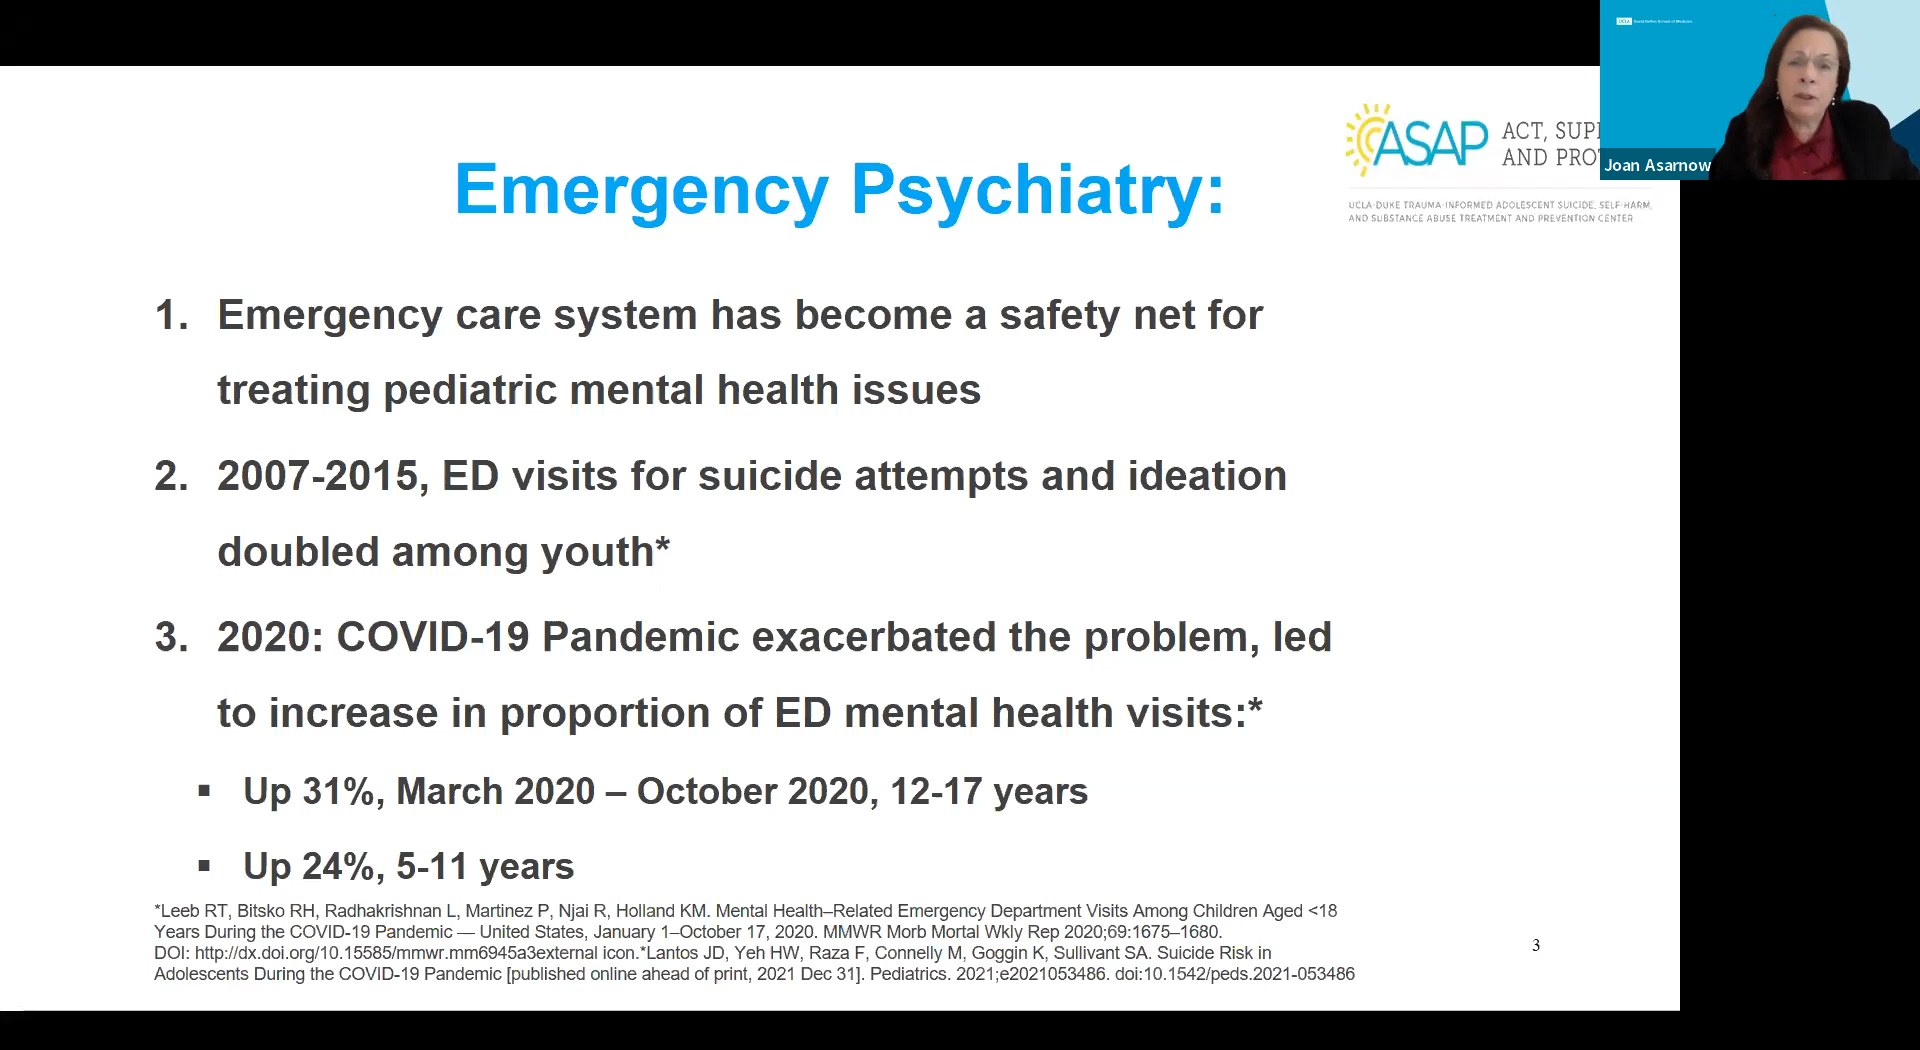 UCLA David Geffen School of Medicine
ASAP ACT, SUP
AND PRO
Joan Asarnow
UCLA-DUKE TRAUMA-INFORMED ADOLESCENT SUICIDE, SELF-HARM,
AND SUBSTANCE ABUSE TREATMENT AND PREVENTION CENTER
Emergency Psychiatry:
1. Emergency care system has become a safety net for
treating pediatric mental health issues
2. 2007-2015, ED visits for suicide attempts and ideation
doubled among youth*
3. 2020: COVID-19 Pandemic exacerbated the problem, led
to increase in proportion of ED mental health visits:*
▪ Up 31%, March 2020 – October 2020, 12-17 years
▪ Up 24%, 5-11 years
*Leeb RT, Bitsko RH, Radhakrishnan L, Martinez P, Njai R, Holland KM. Mental Health–Related Emergency Department Visits Among Children Aged <18
Years During the COVID-19 Pandemic — United States, January 1–October 17, 2020. MMWR Morb Mortal Wkly Rep 2020;69:1675–1680.
DOI: http://dx.doi.org/10.15585/mmwr.mm6945a3external icon.*Lantos JD, Yeh HW, Raza F, Connelly M, Goggin K, Sullivant SA. Suicide Risk in
Adolescents During the COVID-19 Pandemic [published online ahead of print, 2021 Dec 31]. Pediatrics. 2021;e2021053486. doi:10.1542/peds.2021-053486
3